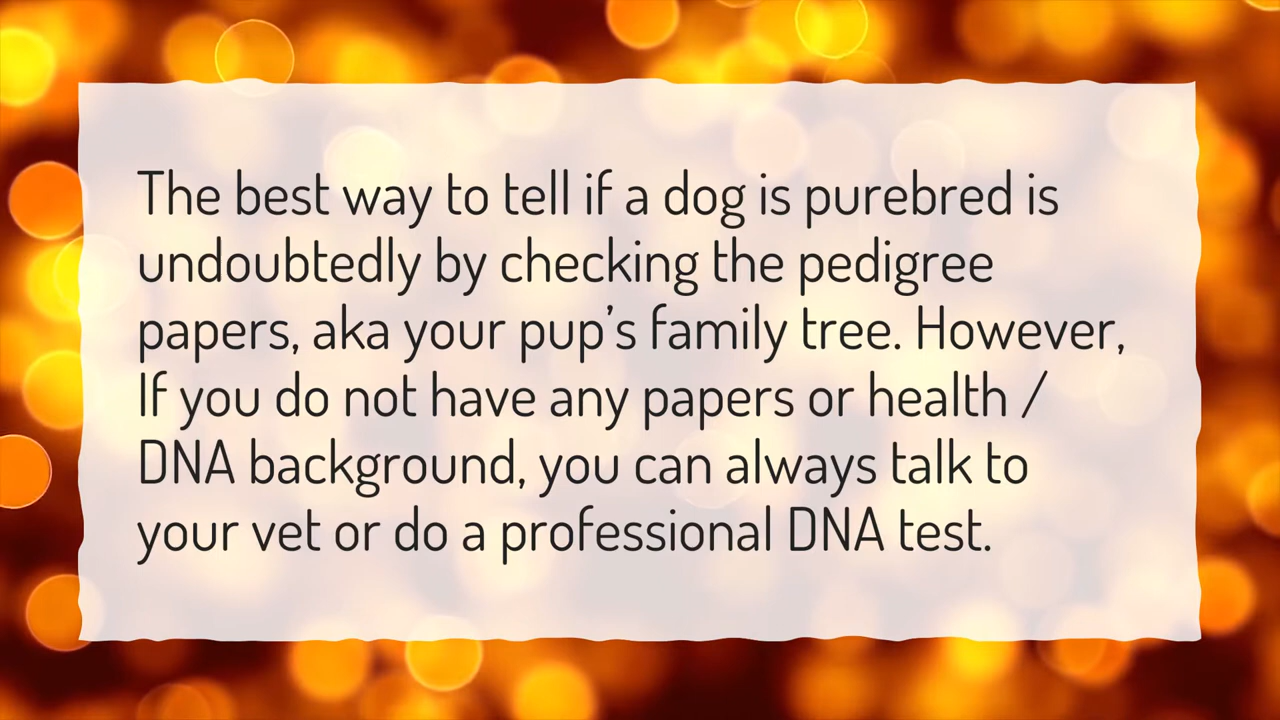 The best way to tell if a dog is purebred is
undoubtedly by checking the pedigree
papers, aka your pup’s family tree. However,
If you do not have any papers or health /
DNA background, you can always talk to
your vet or do a professional DNA test.